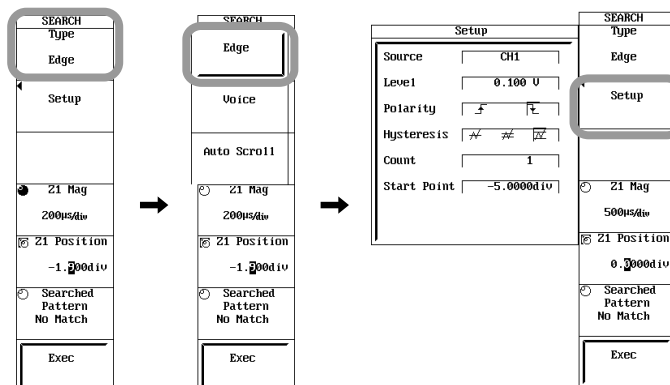 SEARCH
Type
Edge
Setup
Z1 Mag
200µs/div
Z1 Position
-1.900div
Searched
Pattern
No Match
Exec
SEARCH
Edge
Voice
Auto Scroll
Z1 Mag
200µs/div
Z1 Position
-1.900div
Searched
Pattern
No Match
Exec
Setup
Source CH1
Level 0.100 V
Polarity
Hysteresis
Count 1
Start Point -5.0000div
SEARCH
Type
Edge
Setup
Z1 Mag
500µs/div
Z1 Position
0.0000div
Searched
Pattern
No Match
Exec